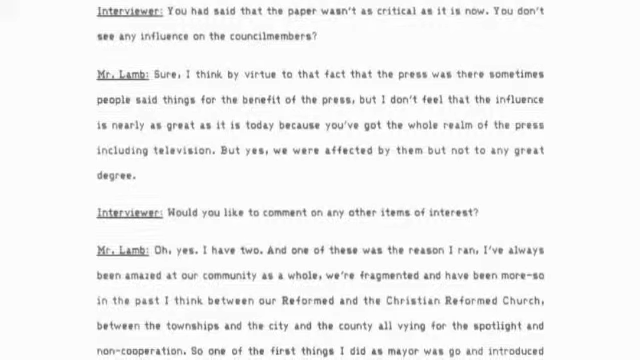 Interviewer: You had said that the paper wasn't as critical as it is now. You don't
see any influence on the councilmembers?
Mr. Lamb: Sure, I think by virtue to that fact that the press was there sometimes
people said things for the benefit of the press, but I don't feel that the influence
is nearly as great as it is today because you've got the whole realm of the press
including television. But yes, we were affected by them but not to any great
degree.
Interviewer: Would you like to comment on any other items of interest?
Mr. Lamb: Oh, yes. I have two. And one of these was the reason I ran, I've always
been amazed at our community as a whole, we're fragmented and have been more-so
in the past I think between our Reformed and the Christian Reformed Church,
between the townships and the city and the county all vying for the spotlight and
non-cooperation. So one of the first things I did as mayor was go and introduced